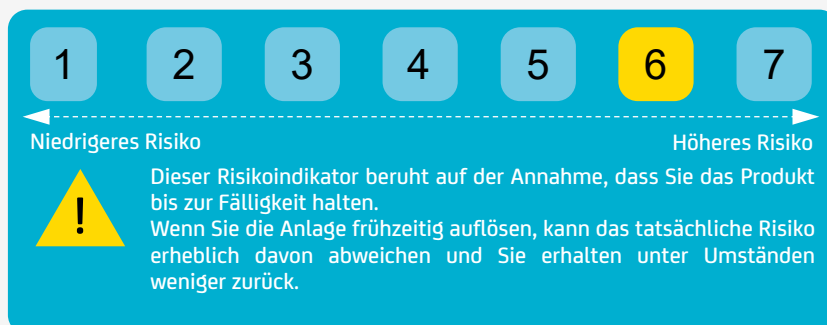 1 2 3 4 5 6 7
Niedrigeres Risiko Höheres Risiko
! Dieser Risikoindikator beruht auf der Annahme, dass Sie das Produkt
bis zur Fälligkeit halten.
Wenn Sie die Anlage frühzeitig auflösen, kann das tatsächliche Risiko
erheblich davon abweichen und Sie erhalten unter Umständen
weniger zurück.